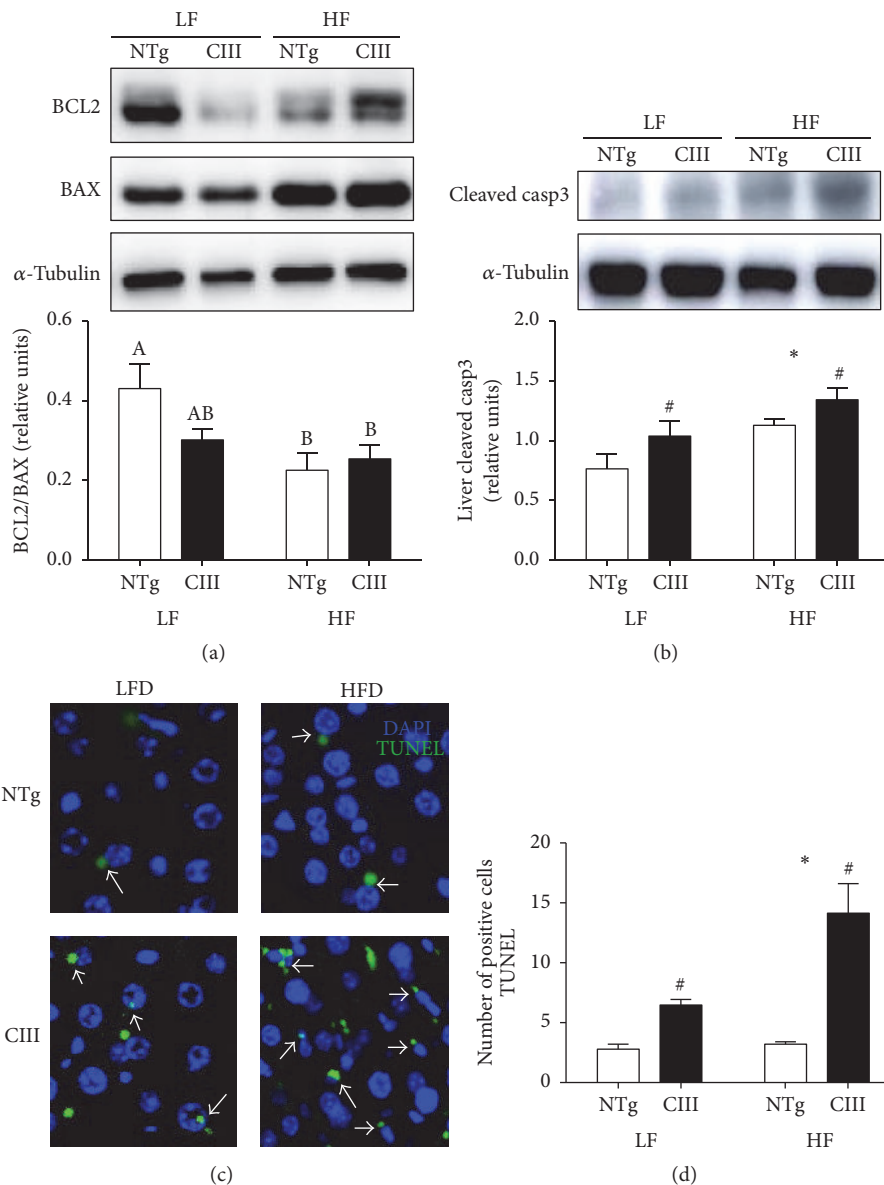 LF HF
NTg CIII NTg CIII
BCL2
BAX
α-Tubulin
0.6
0.4
0.2
0.0
BCL2/BAX (relative units)
A
AB
B
B
NTg CIII NTg CIII
LF HF
(a)
LF HF
NTg CIII NTg CIII
Cleaved casp3
α-Tubulin
2.0
1.5
1.0
0.5
0.0
Liver cleaved casp3
(relative units)
#
*
#
NTg CIII NTg CIII
LF HF
(b)
LFD HFD
DAPI
TUNEL
NTg
CIII
(c)
20
15
10
5
0
Number of positive cells
TUNEL
#
*
#
NTg CIII NTg CIII
LF HF
(d)